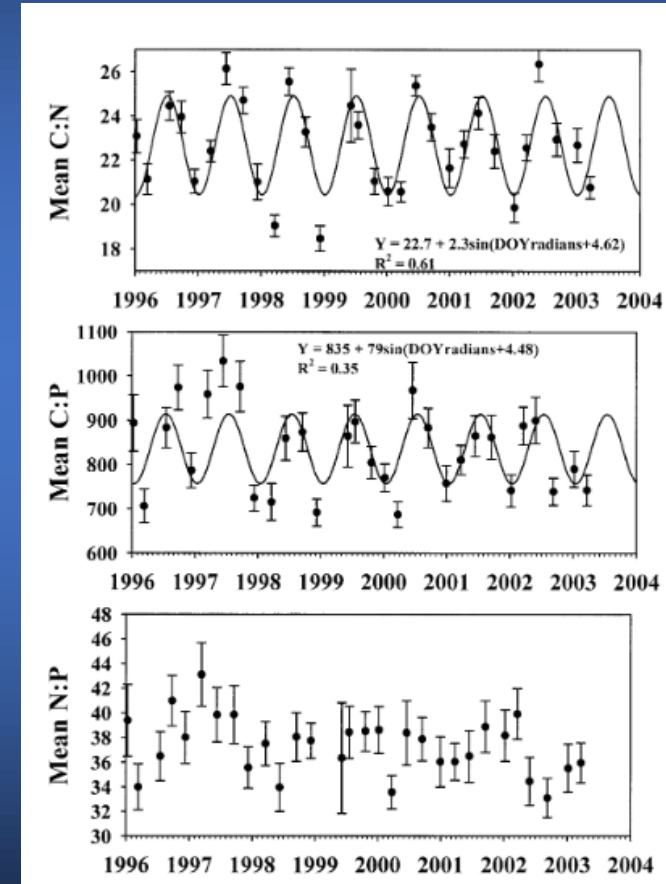 Mean C:N
26
24
22
20
18
Y = 22.7 + 2.3sin(DOYradians+4.62)
R² = 0.61
1996 1997 1998 1999 2000 2001 2002 2003 2004
Mean C:P
1100
1000
900
800
700
600
Y = 835 + 79sin(DOYradians+4.48)
R² = 0.35
1996 1997 1998 1999 2000 2001 2002 2003 2004
Mean N:P
48
46
44
42
40
38
36
34
32
30
1996 1997 1998 1999 2000 2001 2002 2003 2004